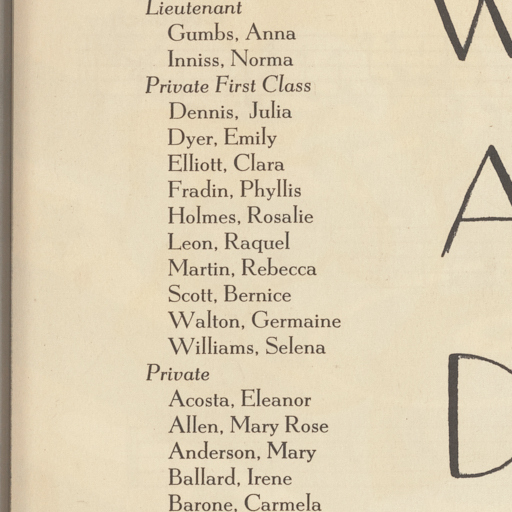 Lieutenant
Gumbs, Anna
Inniss, Norma
Private First Class
Dennis, Julia
Dyer, Emily
Elliott, Clara
Fradin, Phyllis
Holmes, Rosalie
Leon, Raquel
Martin, Rebecca
Scott, Bernice
Walton, Germaine
Williams, Selena
Private
Acosta, Eleanor
Allen, Mary Rose
Anderson, Mary
Ballard, Irene
Barone, Carmela
W
A
D